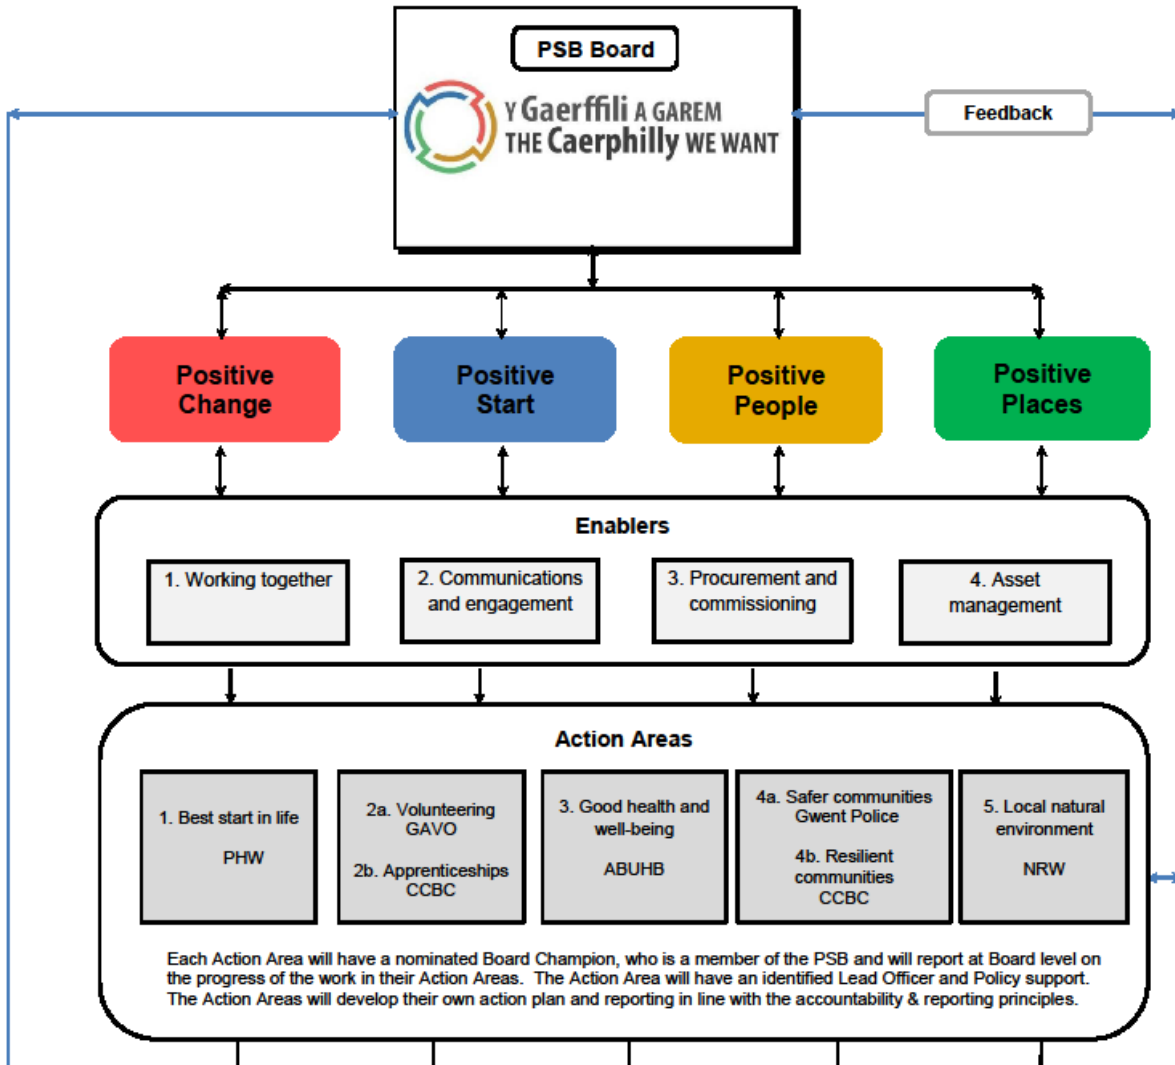 PSB Board
Y Gaerffili A GAREM
THE Caerphilly WE WANT
Feedback
Positive
Change
Positive
Start
Positive
People
Positive
Places
Enablers
1. Working together
2. Communications
and engagement
3. Procurement and
commissioning
4. Asset
management
Action Areas
1. Best start in life
PHW
2a. Volunteering
GAVO
2b. Apprenticeships
CCBC
3. Good health and
well-being
ABUHB
4a. Safer communities
Gwent Police
4b. Resilient
communities
CCBC
5. Local natural
environment
NRW
Each Action Area will have a nominated Board Champion, who is a member of the PSB and will report at Board level on
the progress of the work in their Action Areas.  The Action Area will have an identified Lead Officer and Policy support.
The Action Areas will develop their own action plan and reporting in line with the accountability & reporting principles.